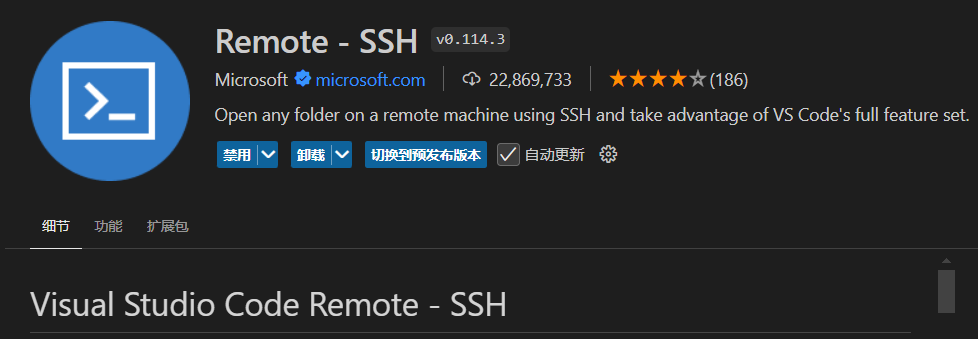 Remote - SSH v0.114.3
Microsoft microsoft.com 22,869,733 (186)
Open any folder on a remote machine using SSH and take advantage of VS Code's full feature set.
禁用 卸载 切换到预发布版本 自动更新
细节 功能 扩展包
Visual Studio Code Remote - SSH